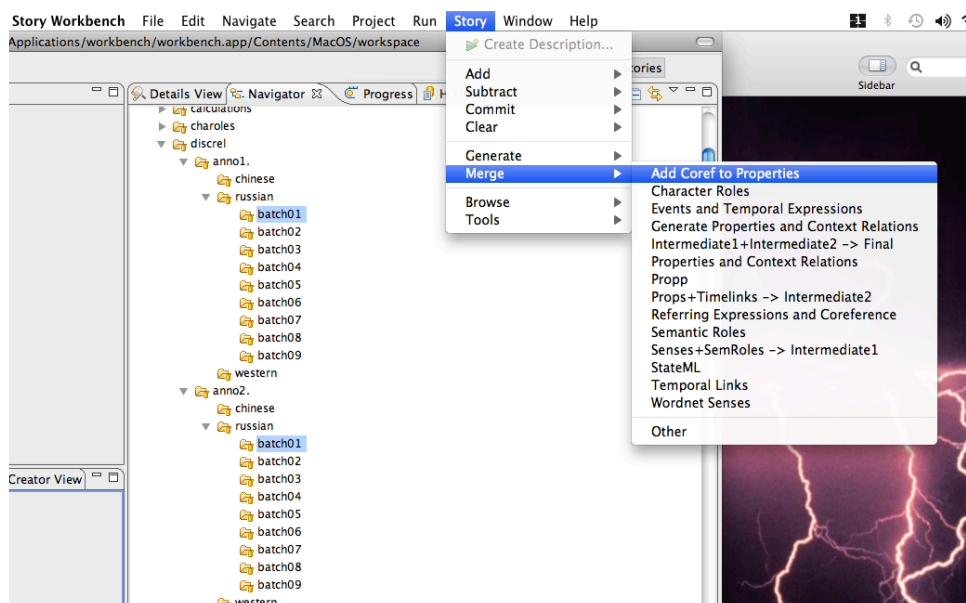 Story Workbench File Edit Navigate Search Project Run Story Window Help
Applications/workbench/workbench.app/Contents/MacOS/workspace
Sidebar
Details View Navigator Progress H
calculations
charoles
discrel
anno1.
chinese
russian
batch01
batch02
batch03
batch04
batch05
batch06
batch07
batch08
batch09
western
anno2.
chinese
russian
batch01
batch02
batch03
batch04
batch05
batch06
batch07
batch08
batch09
western
Creator View
Create Description...
Add
Subtract
Commit
Clear
Generate
Merge
Browse
Tools
tories
Add Coref to Properties
Character Roles
Events and Temporal Expressions
Generate Properties and Context Relations
Intermediate1+Intermediate2 -> Final
Properties and Context Relations
Propp
Props+Timelinks -> Intermediate2
Referring Expressions and Coreference
Semantic Roles
Senses+SemRoles -> Intermediate1
StateML
Temporal Links
Wordnet Senses
Other